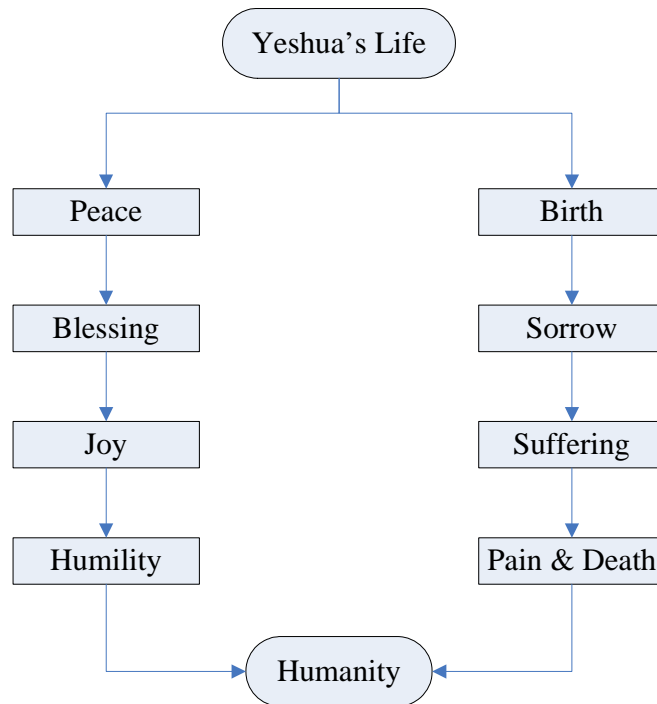 Yeshua’s Life
Peace
Birth
Blessing
Sorrow
Joy
Suffering
Humility
Pain & Death
Humanity